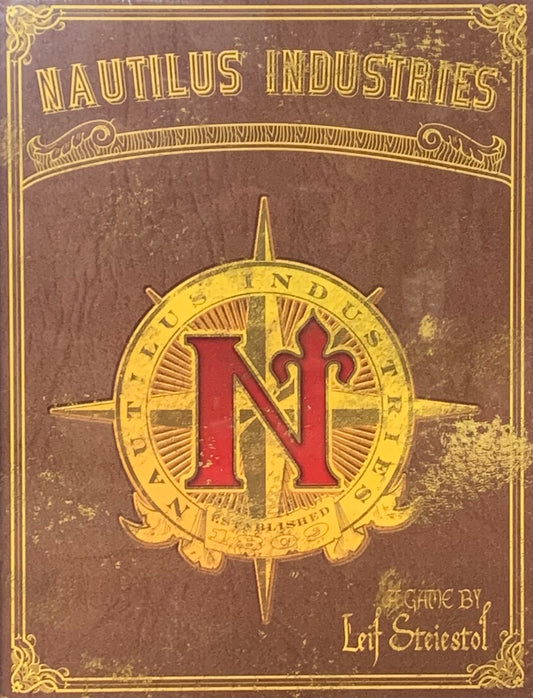 NAUTILUS INDUSTRIES
NAUTILUS INDUSTRIES
N
ESTABLISHED
1892
A GAME BY
Leif Steiestol